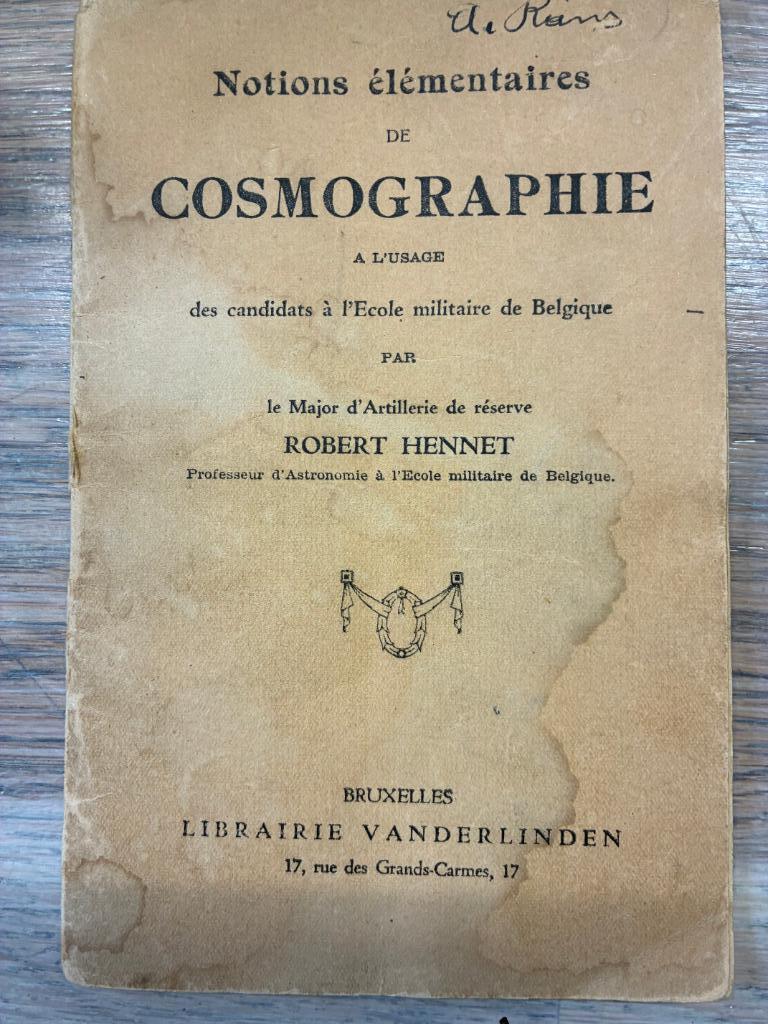 Notions élémentaires
DE
COSMOGRAPHIE
A L'USAGE
des candidats à l'Ecole militaire de Belgique
PAR
le Major d'Artillerie de réserve
ROBERT HENNET
Professeur d'Astronomie à l'Ecole militaire de Belgique.
BRUXELLES
LIBRAIRIE VANDERLINDEN
17, rue des Grands-Carmes, 17